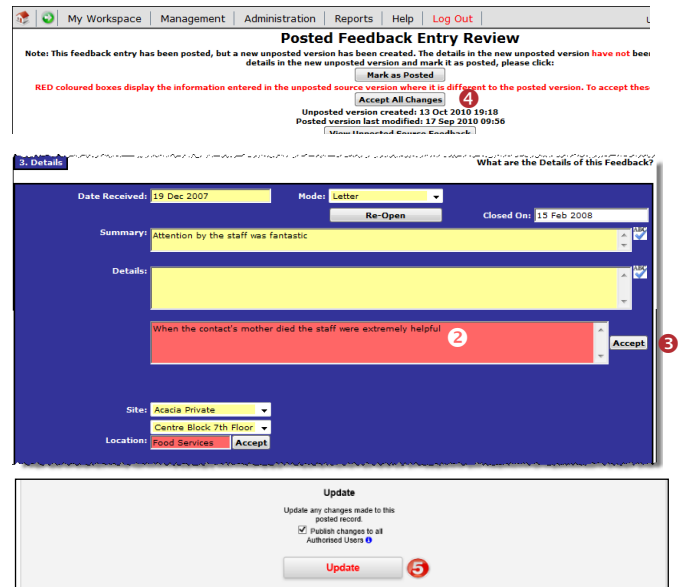 My Workspace Management Administration Reports Help Log Out
Posted Feedback Entry Review
Note: This feedback entry has been posted, but a new unposted version has been created. The details in the new unposted version have not
details in the new unposted version and mark it as posted, please click:
Mark as Posted
RED coloured boxes display the information entered in the unposted source version where it is different to the posted version. To accept these
Accept All Changes 4
Unposted version created: 13 Oct 2010 19:18
Posted version last modified: 17 Sep 2010 09:56
View Unposted Source Feedback
3. Details What are the Details of this Feedback?
Date Received: 19 Dec 2007 Mode: Letter
Re-Open Closed On: 15 Feb 2008
Summary: Attention by the staff was fantastic
ABC
Details:
ABC
When the contact's mother died the staff were extremely helpful 2
Accept 3
Site: Acacia Private
Centre Block 7th Floor
Location: Food Services Accept
Update
Update any changes made to this
posted record.
Publish changes to all
Authorised Users
Update 5